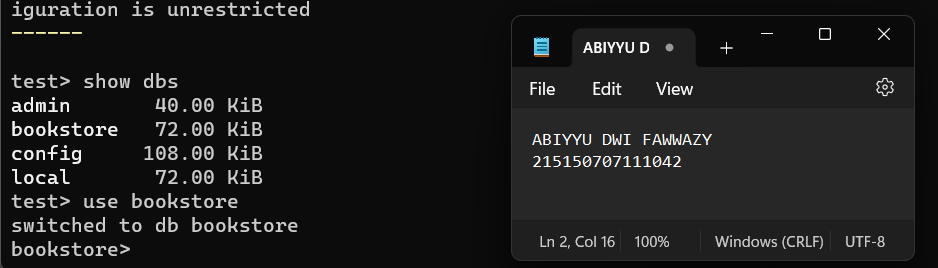 iguration is unrestricted
------
test> show dbs
admin 40.00 KiB
bookstore 72.00 KiB
config 108.00 KiB
local 72.00 KiB
test> use bookstore
switched to db bookstore
bookstore>
ABIYYU D
File Edit View
ABIYYU DWI FAWWAZY
215150707111042
Ln 2, Col 16 100% Windows (CRLF) UTF-8